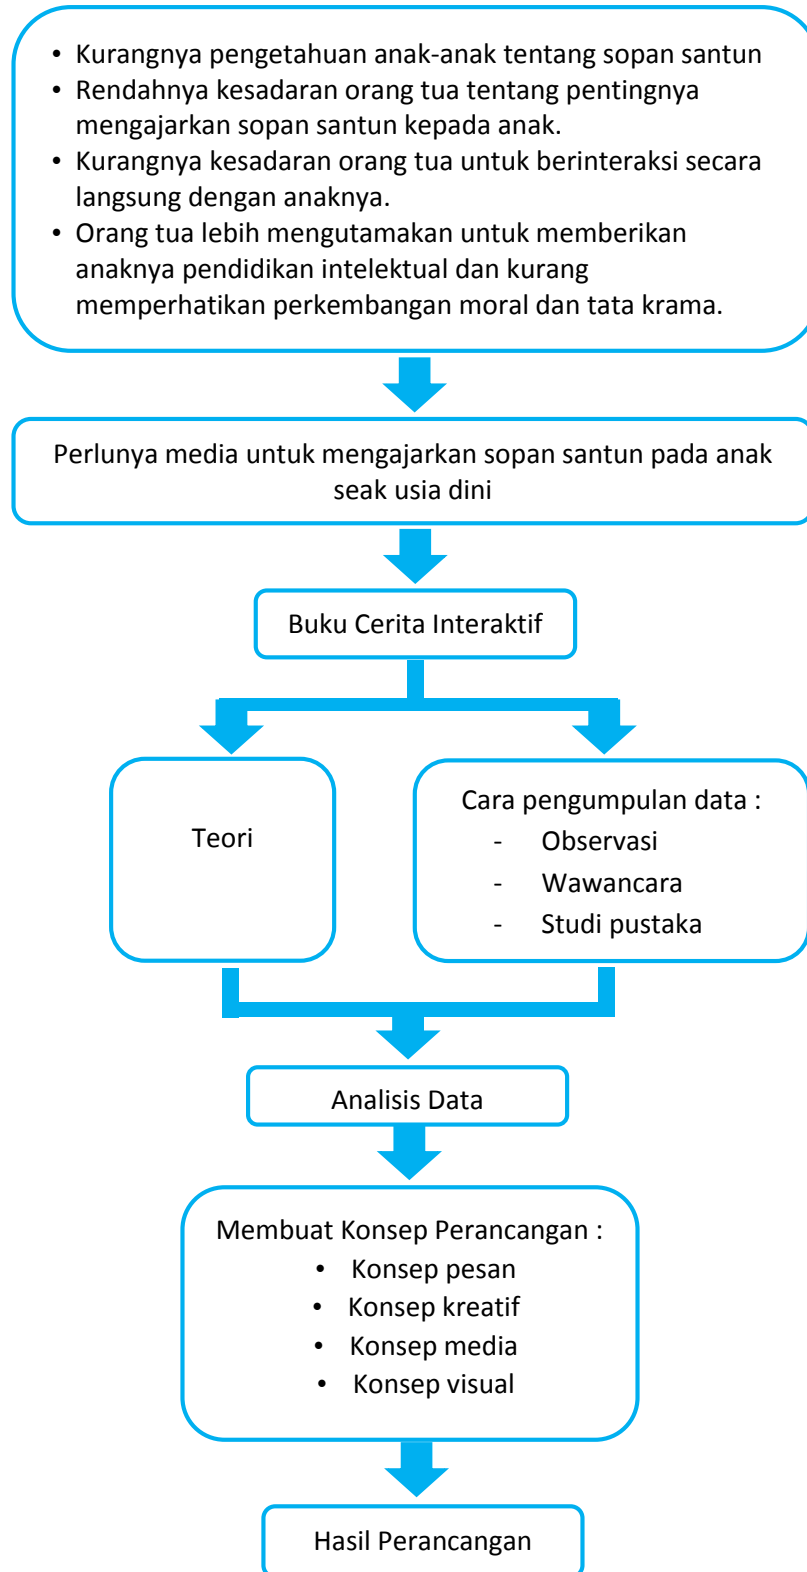 • Kurangnya pengetahuan anak-anak tentang sopan santun
• Rendahnya kesadaran orang tua tentang pentingnya
mengajarkan sopan santun kepada anak.
• Kurangnya kesadaran orang tua untuk berinteraksi secara
langsung dengan anaknya.
• Orang tua lebih mengutamakan untuk memberikan
anaknya pendidikan intelektual dan kurang
memperhatikan perkembangan moral dan tata krama.
Perlunya media untuk mengajarkan sopan santun pada anak
seak usia dini
Buku Cerita Interaktif
Teori
Cara pengumpulan data :
- Observasi
- Wawancara
- Studi pustaka
Analisis Data
Membuat Konsep Perancangan :
• Konsep pesan
• Konsep kreatif
• Konsep media
• Konsep visual
Hasil Perancangan